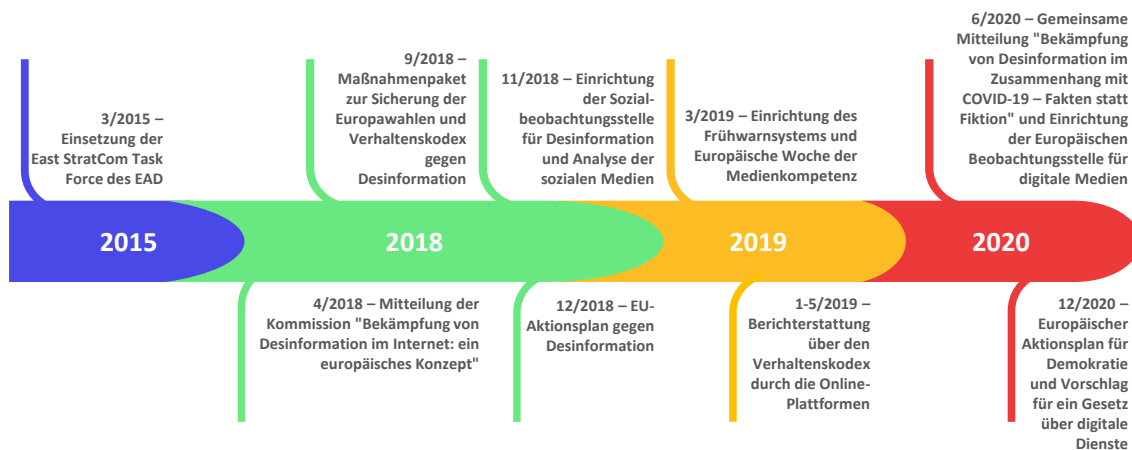 3/2015 –
Einsetzung der
East StratCom Task
Force des EAD
9/2018 –
Maßnahmenpaket
zur Sicherung der
Europawahlen und
Verhaltenskodex
gegen
Desinformation
11/2018 – Einrichtung
der Sozial-
beobachtungsstelle
für Desinformation
und Analyse der
sozialen Medien
3/2019 – Einrichtung des
Frühwarnsystems und
Europäische Woche der
Medienkompetenz
6/2020 – Gemeinsame
Mitteilung "Bekämpfung
von Desinformation im
Zusammenhang mit
COVID-19 – Fakten statt
Fiktion" und Einrichtung
der Europäischen
Beobachtungsstelle für
digitale Medien
2015
2018
2019
2020
4/2018 – Mitteilung der
Kommission "Bekämpfung von
Desinformation im Internet: ein
europäisches Konzept"
12/2018 – EU-
Aktionsplan gegen
Desinformation
1-5/2019 –
Berichterstattung
über den
Verhaltenskodex
durch die Online-
Plattformen
12/2020 –
Europäischer
Aktionsplan für
Demokratie
und Vorschlag
für ein Gesetz
über digitale
Dienste